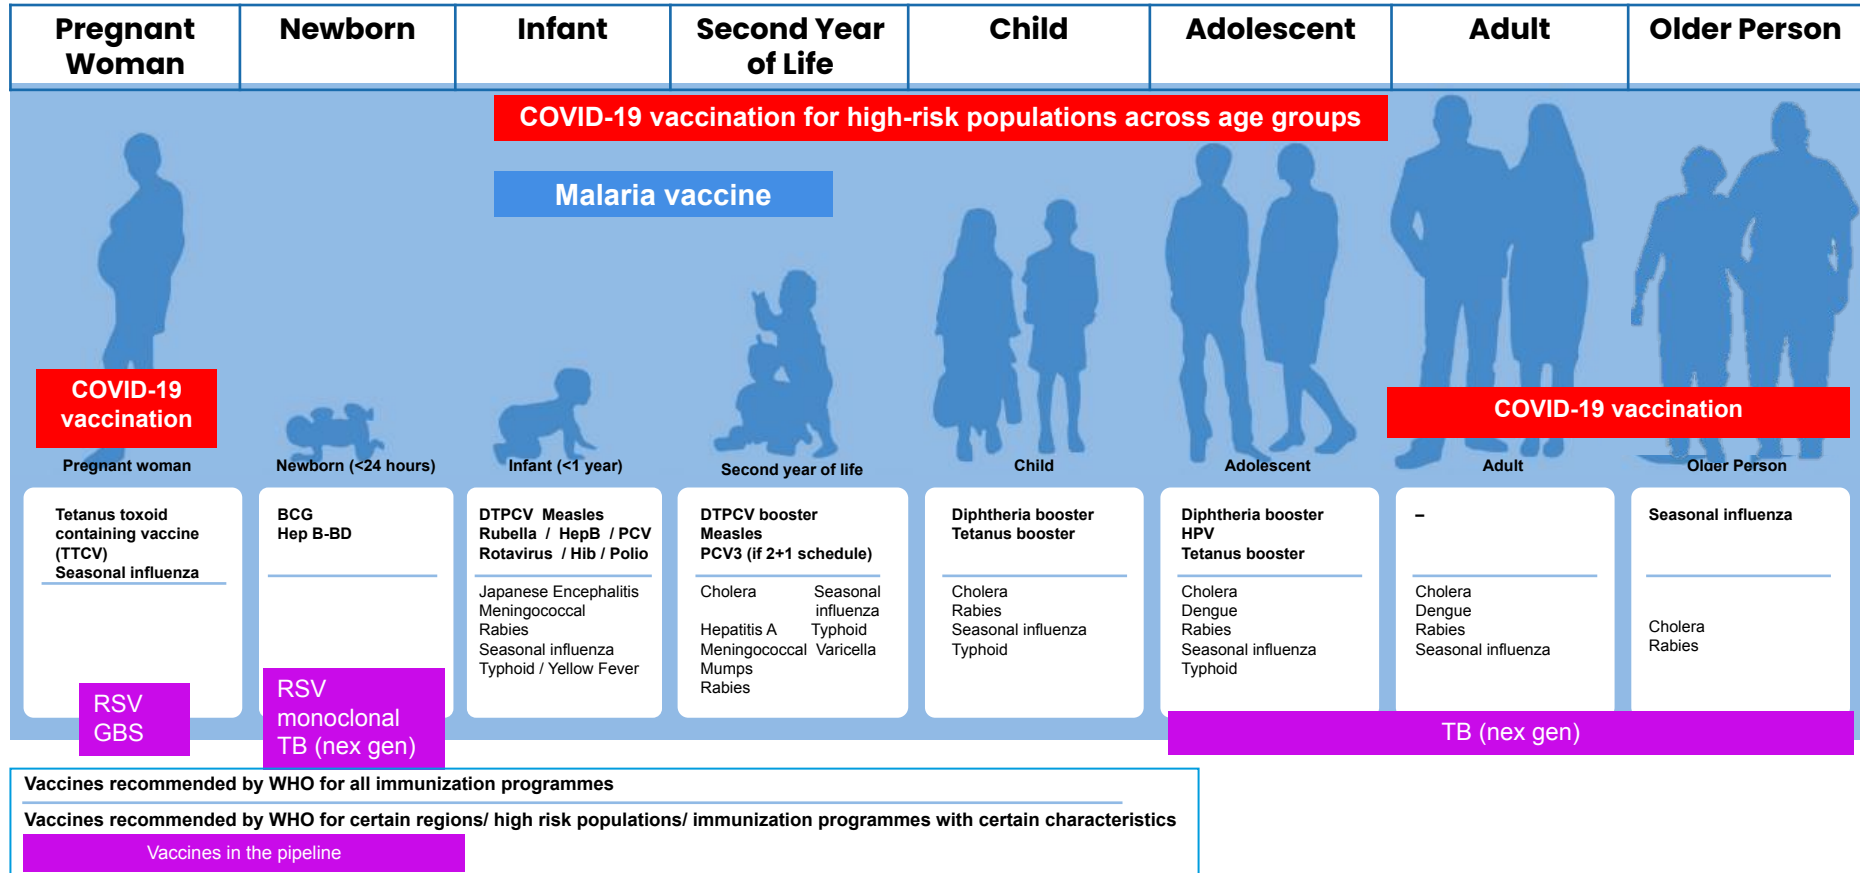 Pregnant
Woman
Newborn
Infant
Second Year
of Life
Child
Adolescent
Adult
Older Person
COVID-19 vaccination for high-risk populations across age groups
Malaria vaccine
COVID-19
vaccination
COVID-19 vaccination
Pregnant woman
Newborn (<24 hours)
Infant (<1 year)
Second year of life
Child
Adolescent
Adult
Older Person
Tetanus toxoid
containing vaccine
(TTCV)
Seasonal influenza
RSV
GBS
BCG
Hep B-BD
RSV
monoclonal
TB (nex gen)
DTPCV Measles
Rubella / HepB / PCV
Rotavirus / Hib / Polio
Japanese Encephalitis
Meningococcal
Rabies
Seasonal influenza
Typhoid / Yellow Fever
DTPCV booster
Measles
PCV3 (if 2+1 schedule)
Cholera Seasonal
influenza
Hepatitis A Typhoid
Meningococcal Varicella
Mumps
Rabies
Diphtheria booster
Tetanus booster
Cholera
Rabies
Seasonal influenza
Typhoid
Diphtheria booster
HPV
Tetanus booster
Cholera
Dengue
Rabies
Seasonal influenza
Typhoid
–
Cholera
Dengue
Rabies
Seasonal influenza
Seasonal influenza
Cholera
Rabies
TB (nex gen)
Vaccines recommended by WHO for all immunization programmes
Vaccines recommended by WHO for certain regions/ high risk populations/ immunization programmes with certain characteristics
Vaccines in the pipeline